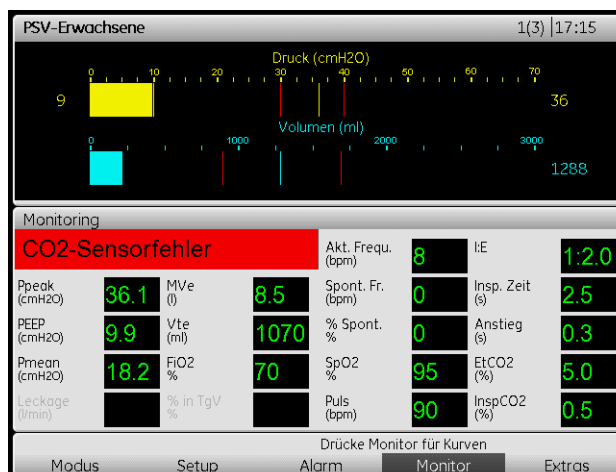 PSV-Erwachsene 1(3) |17:15
Druck (cmH2O)
0 10 20 30 40 50 60 70
9 36
Volumen (ml)
0 1000 2000 3000
1288
Monitoring
CO2-Sensorfehler
Akt. Frequ. (bpm) 8 I:E 1:2.0
Ppeak (cmH2O) 36.1 MVe (l) 8.5 Spont. Fr. (bpm) 0 Insp. Zeit (s) 2.5
PEEP (cmH2O) 9.9 Vte (ml) 1070 % Spont. % 0 Anstieg (s) 0.3
Pmean (cmH2O) 18.2 FiO2 % 70 SpO2 % 95 EtCO2 (%) 5.0
Leckage (l/min) % in TgV % Puls (bpm) 90 InspCO2 (%) 0.5
Drücke Monitor für Kurven
Modus Setup Alarm Monitor Extras